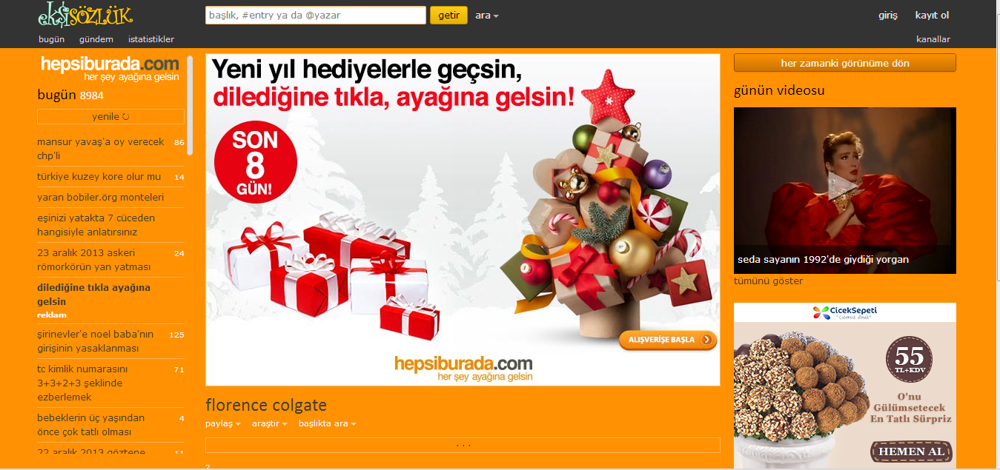 ekşisözlük
başlık, #entry ya da @yazar
getir
ara
giriş
kayıt ol
bugün
gündem
istatistikler
kanallar
hepsiburada.com
her şey ayağına gelsin
bugün 8984
yenile
mansur yavaş'a oy verecek 86
chp'li
türkiye kuzey kore olur mu 14
yaran bobiler.örg monteleri
eşinizi yatakta 7 cüceden
hangisiyle anlatırsınız
23 aralık 2013 askeri 24
römorkörün yan yatması
dilediğine tıkla ayağına
gelsin
reklam
şirinevler'e noel baba'nın 125
girişinin yasaklanması
tc kimlik numarasını 71
3+3+2+3 şeklinde
ezberlemek
bebeklerin üç yaşından 4
önce çok tatlı olması
22 aralık 2013 göztepe 11
Yeni yıl hediyelerle geçsin,
dilediğine tıkla, ayağına gelsin!
SON
8
GÜN!
ALIŞVERİŞE BAŞLA
hepsiburada.com
her şey ayağına gelsin
florence colgate
paylaş
araştır
başlıkta ara
...
her zamanki görünüme dön
günün videosu
seda sayanın 1992'de giydiği yorgan
tümünü göster
CicekSepeti
55
TL+KDV
O'nu
Gülümsetecek
En Tatlı Sürpriz
HEMEN AL